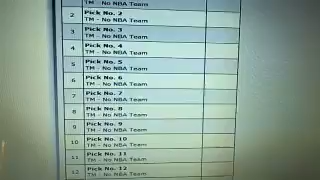 TM - No NBA Team
2 Pick No. 2
TM - No NBA Team
3 Pick No. 3
TM - No NBA Team
4 Pick No. 4
TM - No NBA Team
5 Pick No. 5
TM - No NBA Team
6 Pick No. 6
TM - No NBA Team
7 Pick No. 7
TM - No NBA Team
8 Pick No. 8
TM - No NBA Team
9 Pick No. 9
TM - No NBA Team
10 Pick No. 10
TM - No NBA Team
11 Pick No. 11
TM - No NBA Team
12 Pick No. 12
TM - No NBA Team